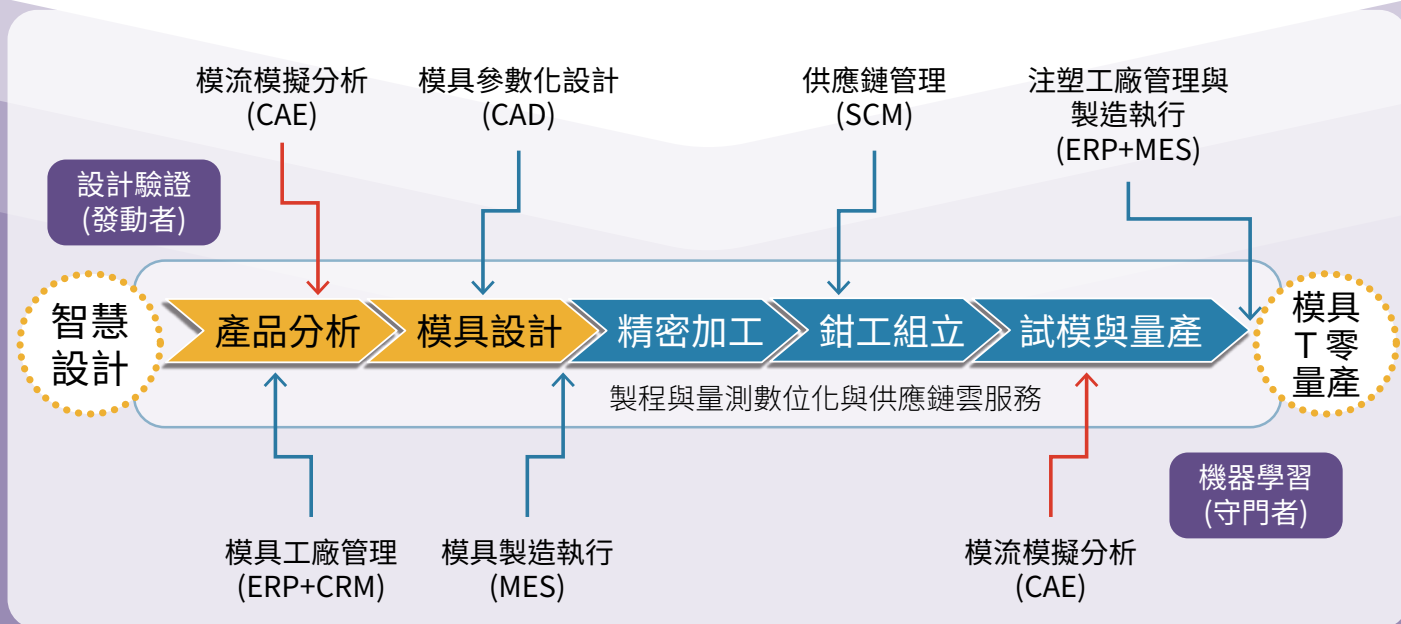 模流模擬分析
(CAE)
模具參數化設計
(CAD)
供應鏈管理
(SCM)
注塑工廠管理與
製造執行
(ERP+MES)
設計驗證
(發動者)
智慧
設計
產品分析
模具設計
精密加工
鉗工組立
試模與量產
模具
T 零
量產
製程與量測數位化與供應鏈雲服務
機器學習
(守門者)
模具工廠管理
(ERP+CRM)
模具製造執行
(MES)
模流模擬分析
(CAE)